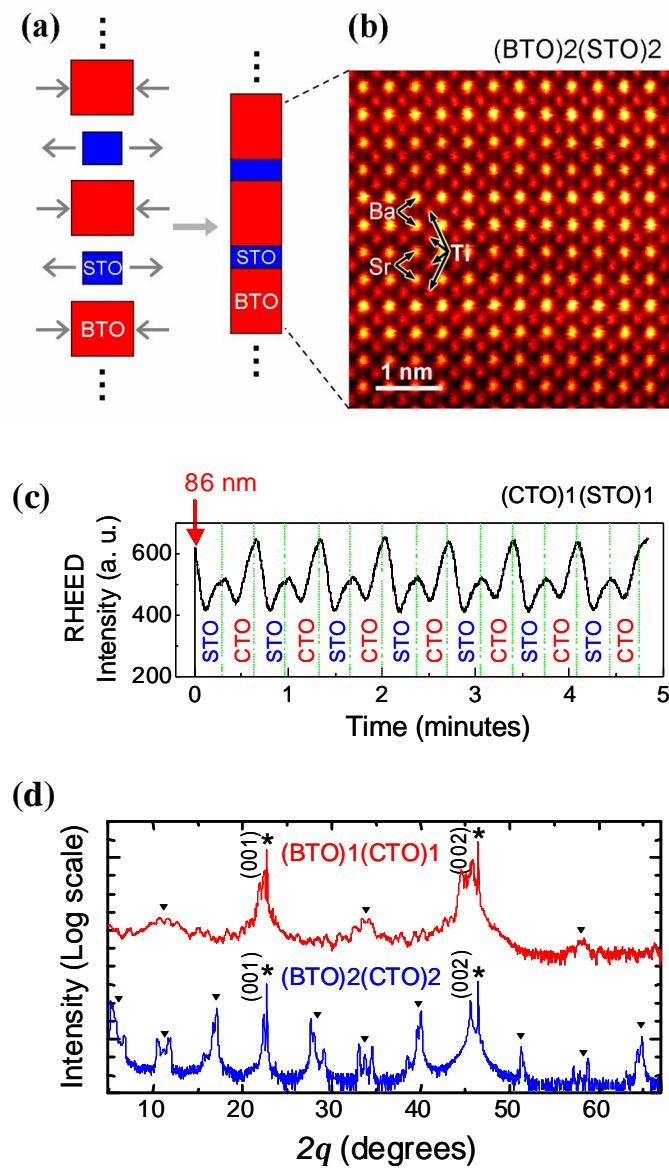 (a)
STO
BTO
STO
BTO
(b)
(BTO)2(STO)2
Ba
Ti
Sr
1 nm
(c)
86 nm
(CTO)1(STO)1
RHEED
Intensity (a. u.)
600
400
200
STO CTO STO CTO STO CTO STO CTO STO CTO STO CTO STO CTO
0 1 2 3 4 5
Time (minutes)
(d)
Intensity (Log scale)
(001) * (BTO)1(CTO)1 (002) *
(001) * (BTO)2(CTO)2 (002) *
10 20 30 40 50 60
2q (degrees)